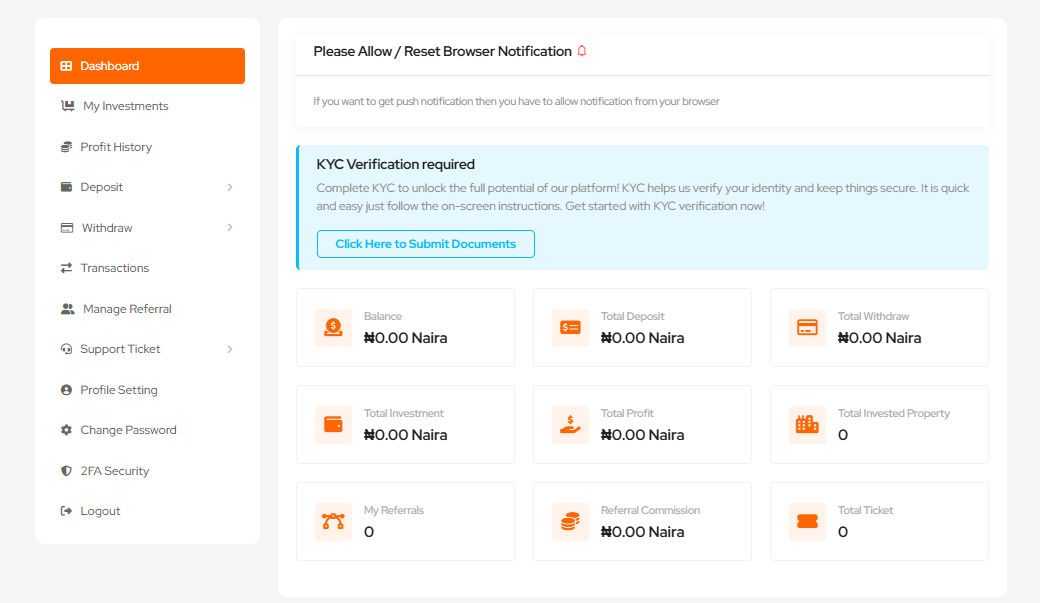 Dashboard
My Investments
Profit History
Deposit
Withdraw
Transactions
Manage Referral
Support Ticket
Profile Setting
Change Password
2FA Security
Logout
Please Allow / Reset Browser Notification
If you want to get push notification then you have to allow notification from your browser
KYC Verification required
Complete KYC to unlock the full potential of our platform! KYC helps us verify your identity and keep things secure. It is quick
and easy just follow the on-screen instructions. Get started with KYC verification now!
Click Here to Submit Documents
Balance
₦0.00 Naira
Total Deposit
₦0.00 Naira
Total Withdraw
₦0.00 Naira
Total Investment
₦0.00 Naira
Total Profit
₦0.00 Naira
Total Invested Property
0
My Referrals
0
Referral Commission
₦0.00 Naira
Total Ticket
0